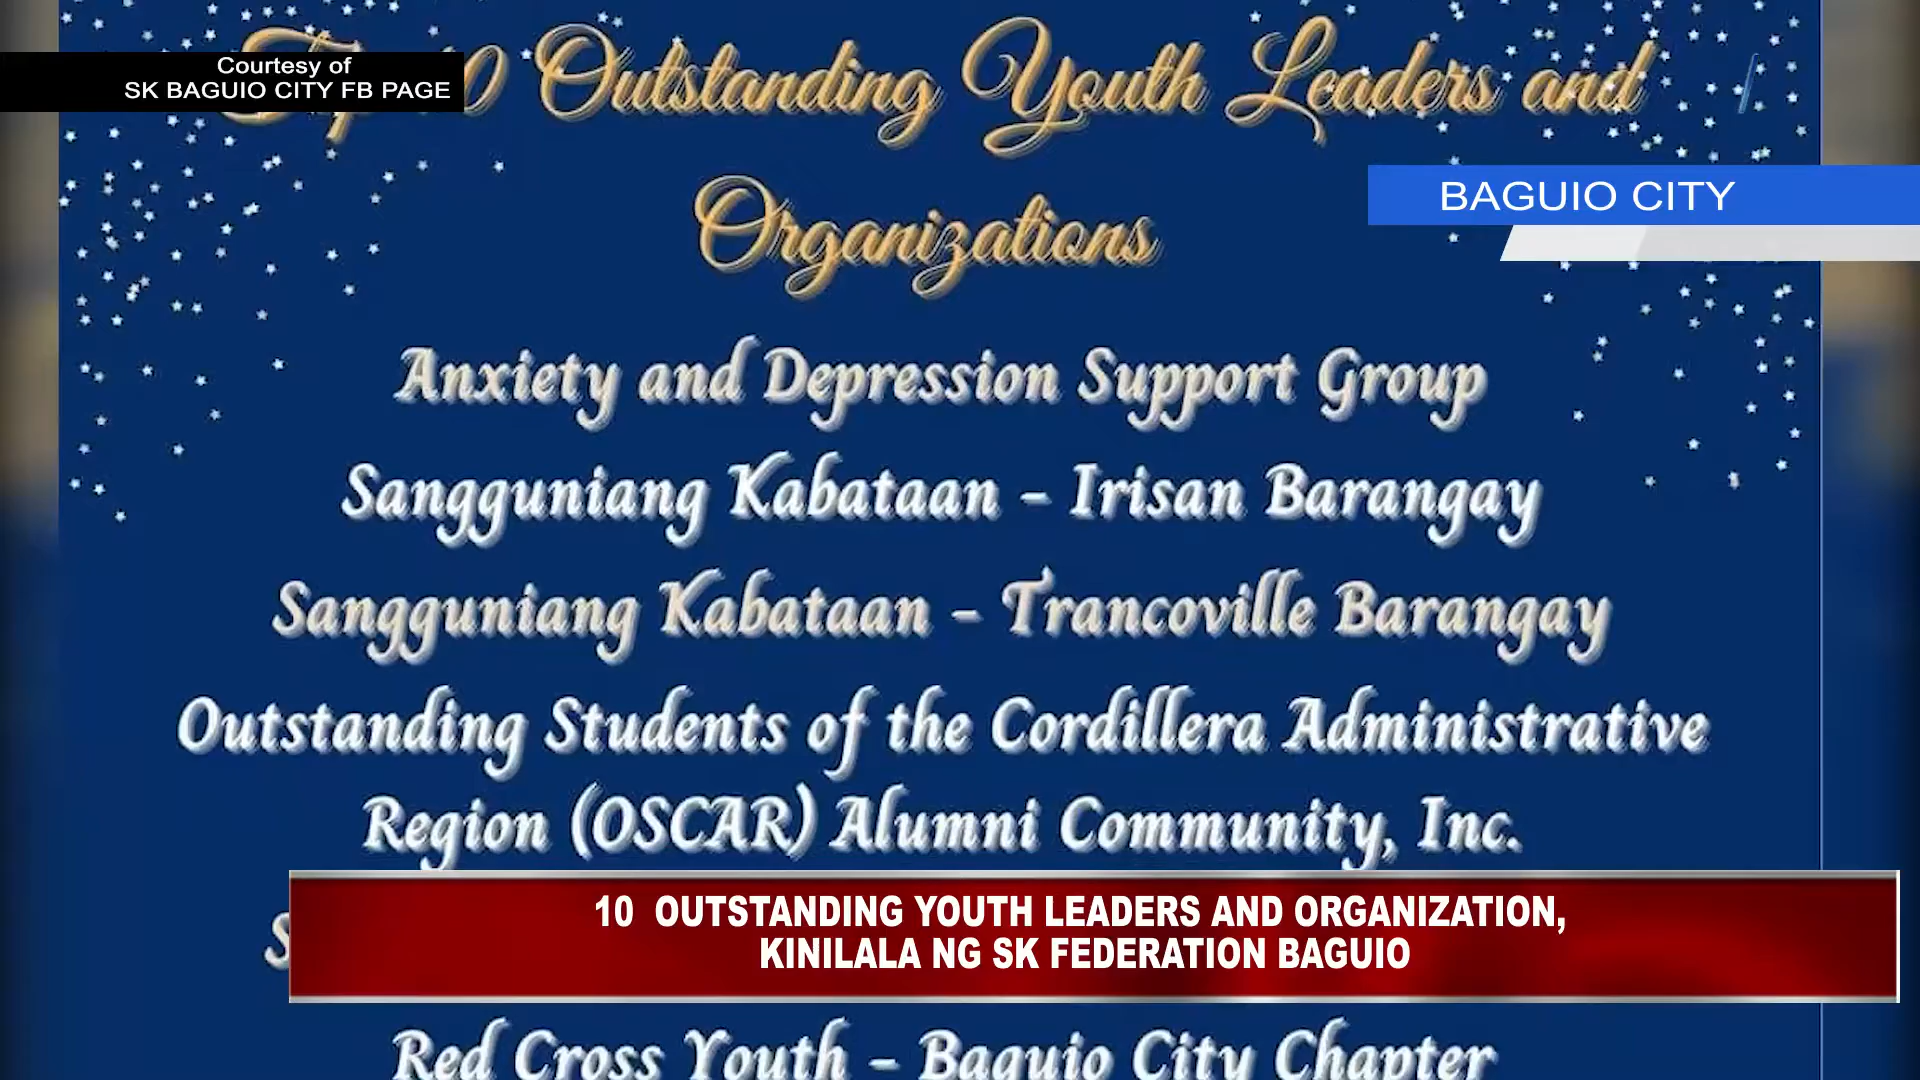 Courtesy of
SK BAGUIO CITY FB PAGE
Outstanding Youth Leaders and
Organizations
BAGUIO CITY
Anxiety and Depression Support Group
Sangguniang Kabataan - Irisan Barangay
Sangguniang Kabataan - Trancoville Barangay
Outstanding Students of the Cordillera Administrative
Region (OSCAR) Alumni Community, Inc.
10 OUTSTANDING YOUTH LEADERS AND ORGANIZATION,
KINILALA NG SK FEDERATION BAGUIO
Red Cross Youth - Baguio City Chapter